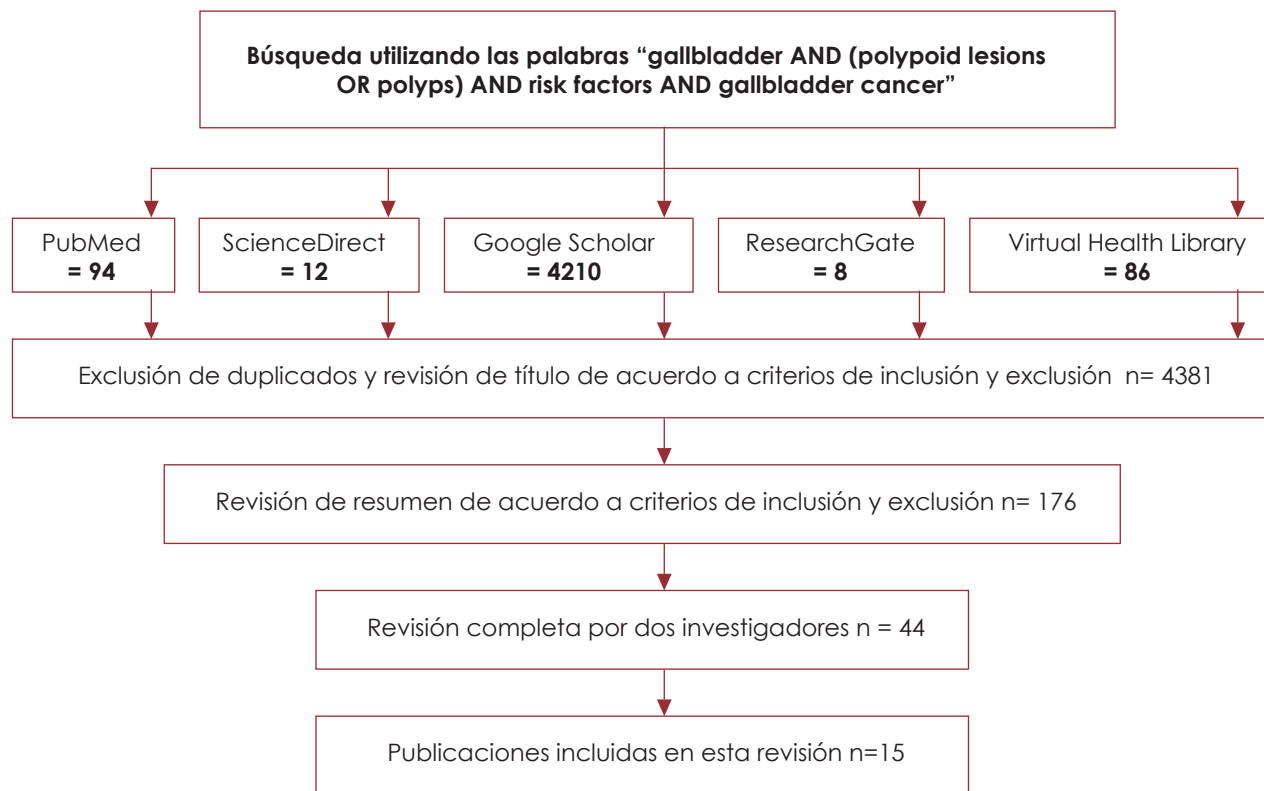 Búsqueda utilizando las palabras “gallbladder AND (polypoid lesions
OR polyps) AND risk factors AND gallbladder cancer”
PubMed
= 94
ScienceDirect
= 12
Google Scholar
= 4210
ResearchGate
= 8
Virtual Health Library
= 86
Exclusión de duplicados y revisión de título de acuerdo a criterios de inclusión y exclusión n= 4381
Revisión de resumen de acuerdo a criterios de inclusión y exclusión n= 176
Revisión completa por dos investigadores n = 44
Publicaciones incluidas en esta revisión n=15